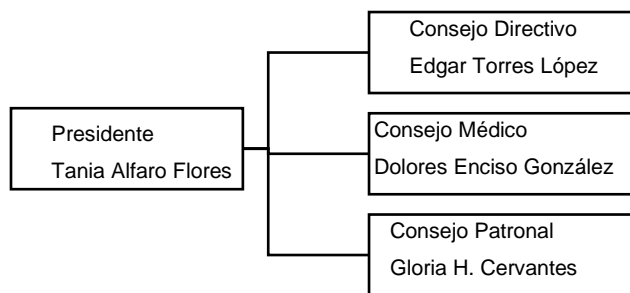 Consejo Directivo
Edgar Torres López
Presidente
Tania Alfaro Flores
Consejo Médico
Dolores Enciso González
Consejo Patronal
Gloria H. Cervantes